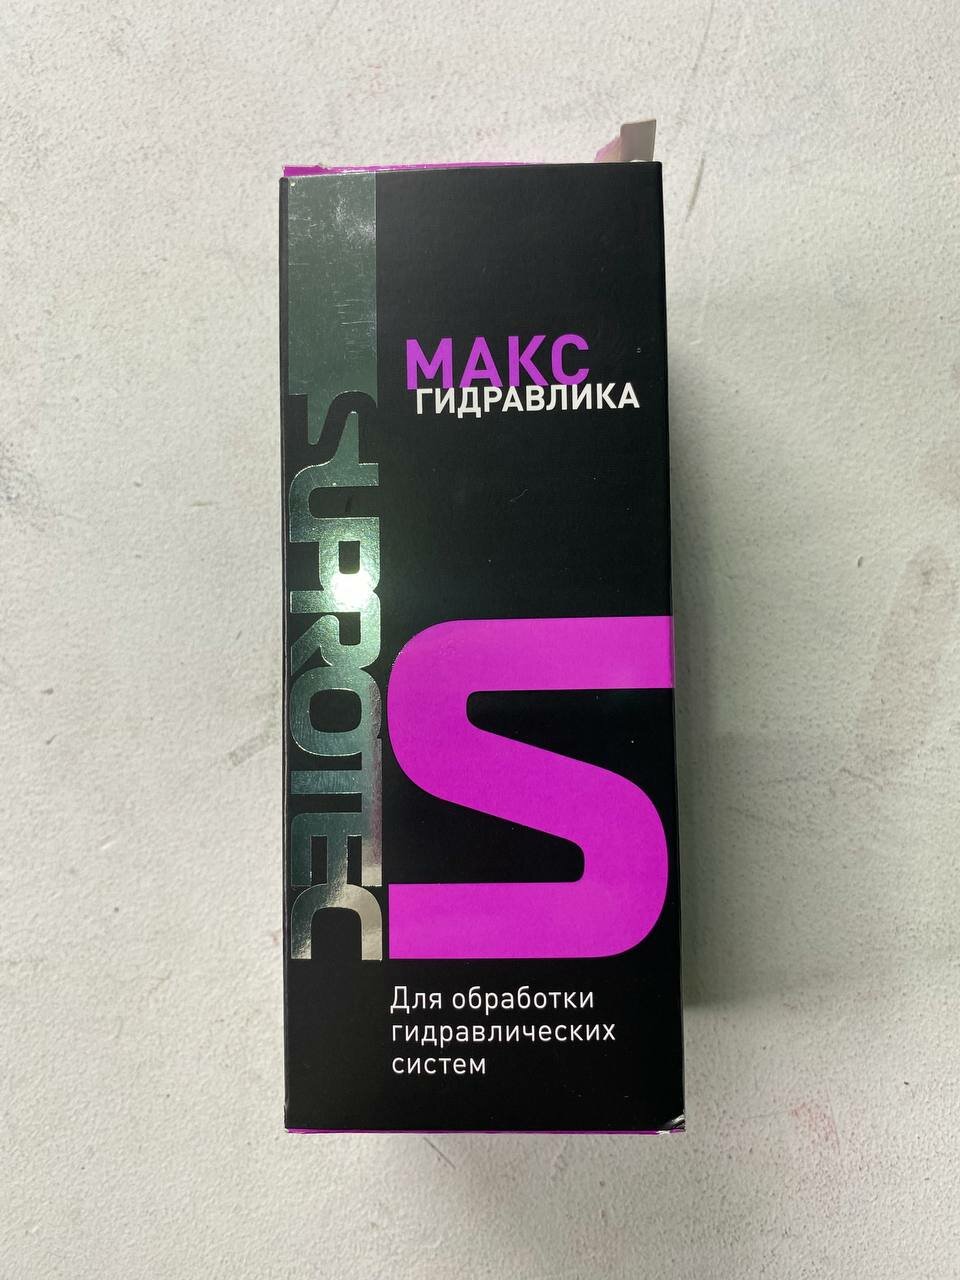 МАКС
ГИДРАВЛИКА
SUPROTEC
S
Для обработки
гидравлических
систем